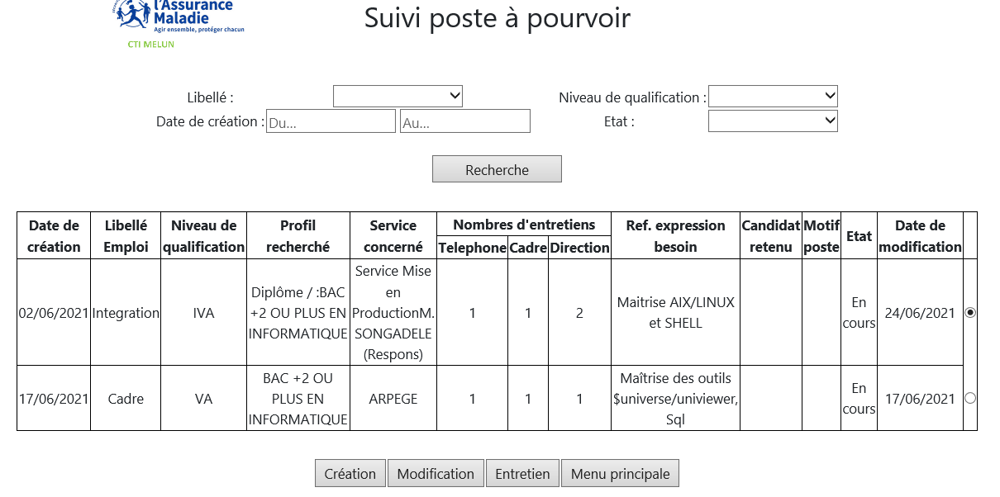 l'Assurance
Maladie
Agir ensemble, protéger chacun
CTI MELUN
Suivi poste à pourvoir
Libellé :
Niveau de qualification :
Date de création : Du... Au...
Etat :
Recherche
Date de création
Libellé Emploi
Niveau de qualification
Profil recherché
Service concerné
Nombres d'entretiens
Telephone Cadre Direction
Ref. expression besoin
Candidat retenu
Motif poste
Etat
Date de modification
02/06/2021
Integration
IVA
Diplôme / :BAC
+2 OU PLUS EN
INFORMATIQUE
Service Mise
en
ProductionM.
SONGADELE
(Respons)
1
1
2
Maitrise AIX/LINUX
et SHELL
En
cours
24/06/2021
17/06/2021
Cadre
VA
BAC +2 OU
PLUS EN
INFORMATIQUE
ARPEGE
1
1
1
Maîtrise des outils
$universe/univiewer,
Sql
En
cours
17/06/2021
Création
Modification
Entretien
Menu principale